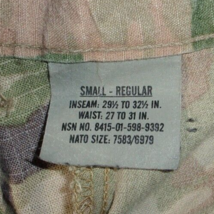 SMALL - REGULAR
INSEAM: 29½ TO 32½ IN.
WAIST: 27 TO 31 IN.
NSN NO. 8415-01-598-9392
NATO SIZE: 7583/6979